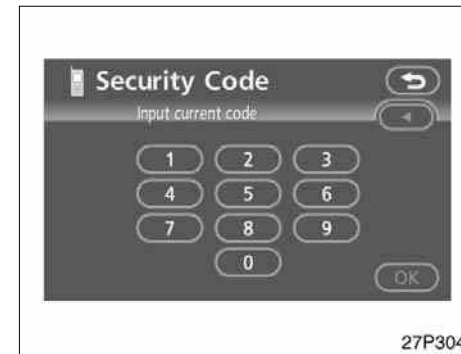 Security Code
Input current code
1 2 3
4 5 6
7 8 9
0
OK
27P304